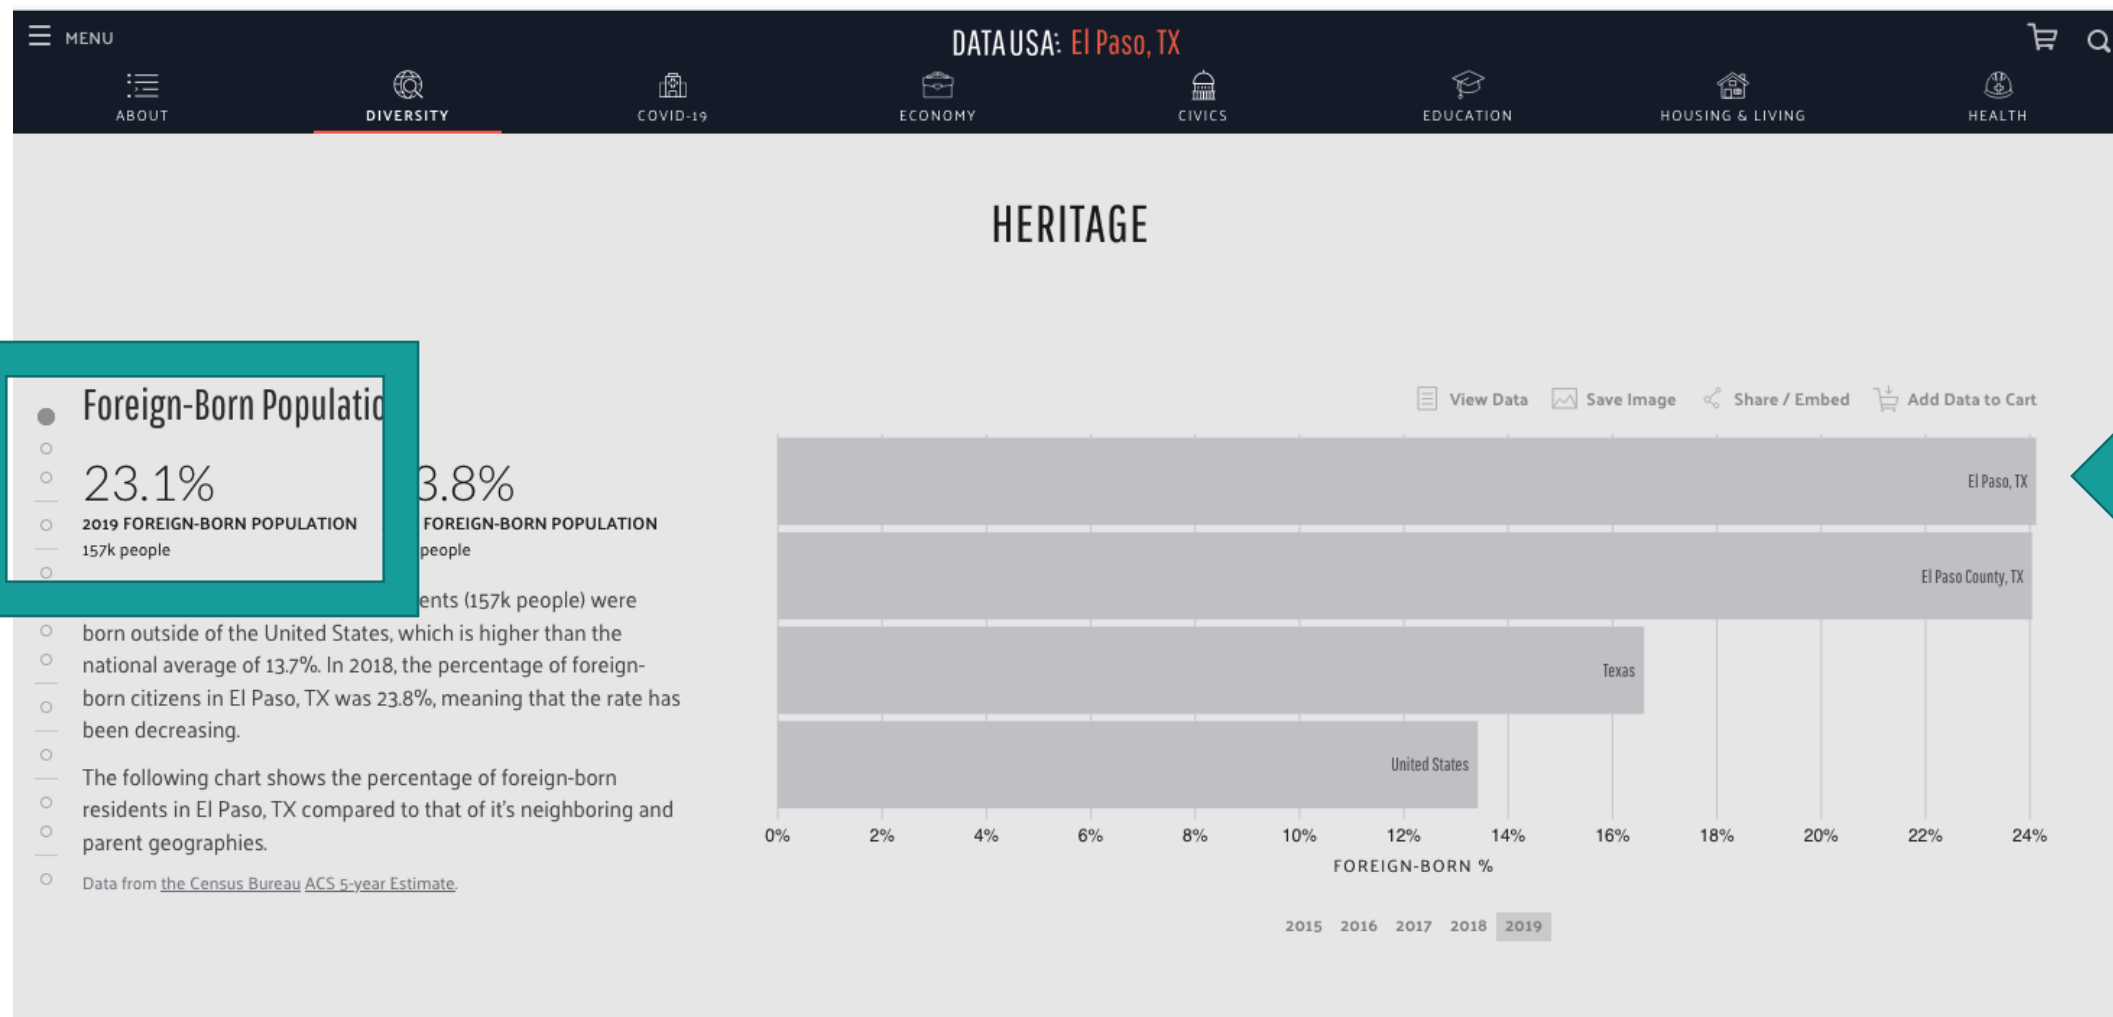 MENU
DATAUSA: El Paso, TX
ABOUT
DIVERSITY
COVID-19
ECONOMY
CIVICS
EDUCATION
HOUSING & LIVING
HEALTH
HERITAGE
Foreign-Born Populatio
23.1%
2019 FOREIGN-BORN POPULATION
157k people
3.8%
FOREIGN-BORN POPULATION
people
ents (157k people) were
born outside of the United States, which is higher than the
national average of 13.7%. In 2018, the percentage of foreign-
born citizens in El Paso, TX was 23.8%, meaning that the rate has
been decreasing.
The following chart shows the percentage of foreign-born
residents in El Paso, TX compared to that of it's neighboring and
parent geographies.
Data from the Census Bureau ACS 5-year Estimate.
View Data
Save Image
Share / Embed
Add Data to Cart
El Paso, TX
El Paso County, TX
Texas
United States
0% 2% 4% 6% 8% 10% 12% 14% 16% 18% 20% 22% 24%
FOREIGN-BORN %
2015 2016 2017 2018 2019